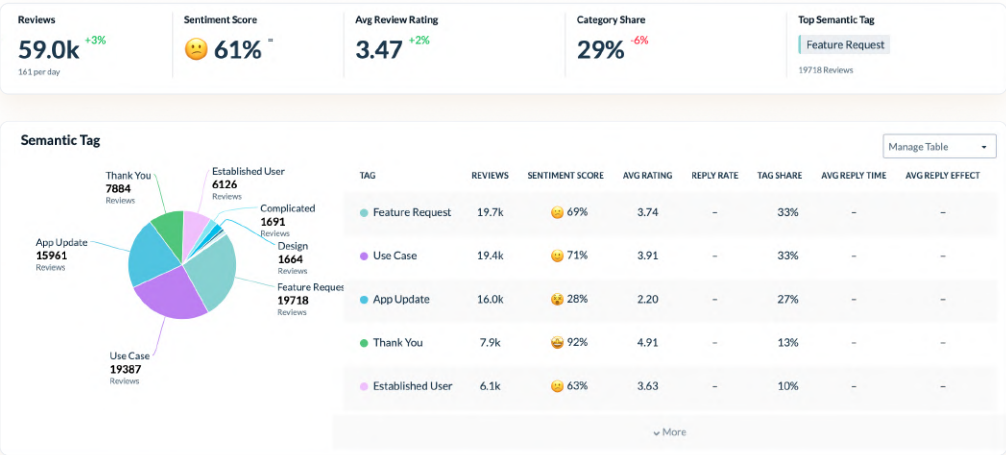 Reviews
59.0k +3%
161 per day
Sentiment Score
61% =
Avg Review Rating
3.47 +2%
Category Share
29% -6%
Top Semantic Tag
Feature Request
19718 Reviews
Semantic Tag
Manage Table
Thank You
7884
Reviews
Established User
6126
Reviews
Complicated
1691
Reviews
Design
1664
Reviews
App Update
15961
Reviews
Feature Reques
19718
Reviews
Use Case
19387
Reviews
TAG REVIEWS SENTIMENT SCORE AVG RATING REPLY RATE TAG SHARE AVG REPLY TIME AVG REPLY EFFECT
Feature Request 19.7k 69% 3.74 – 33% – –
Use Case 19.4k 71% 3.91 – 33% – –
App Update 16.0k 28% 2.20 – 27% – –
Thank You 7.9k 92% 4.91 – 13% – –
Established User 6.1k 63% 3.63 – 10% – –
More